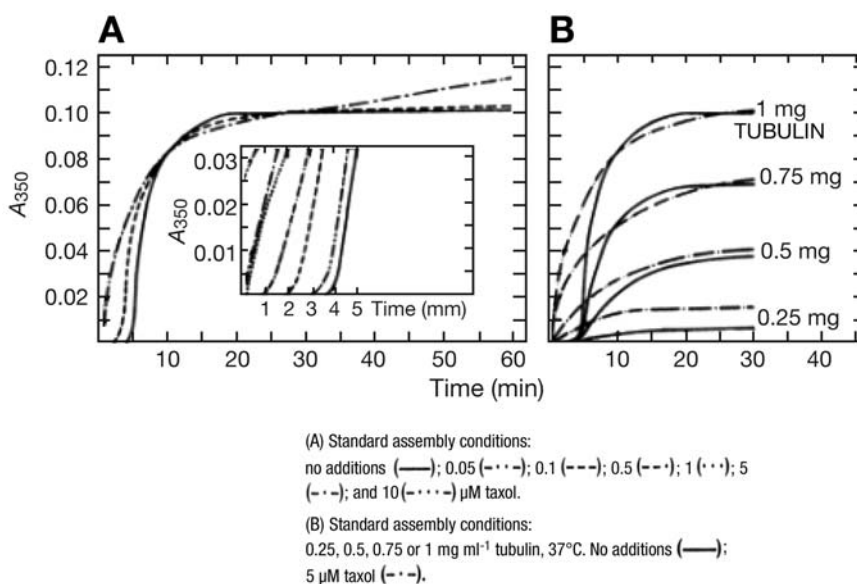 A
B
0.12
0.10
0.08
0.06
0.04
0.02
A350
0.03
0.02
0.01
A350
1 2 3 4 5 Time (mm)
10 20 30 40 50 60
10 20 30 40
Time (min)
1 mg
TUBULIN
0.75 mg
0.5 mg
0.25 mg
(A) Standard assembly conditions:
no additions (——); 0.05 (-···-); 0.1 (---); 0.5 (--·-); 1 (···); 5
(-·-); and 10 (-····-) µM taxol.
(B) Standard assembly conditions:
0.25, 0.5, 0.75 or 1 mg ml⁻¹ tubulin, 37°C. No additions (——);
5 µM taxol (-·-).